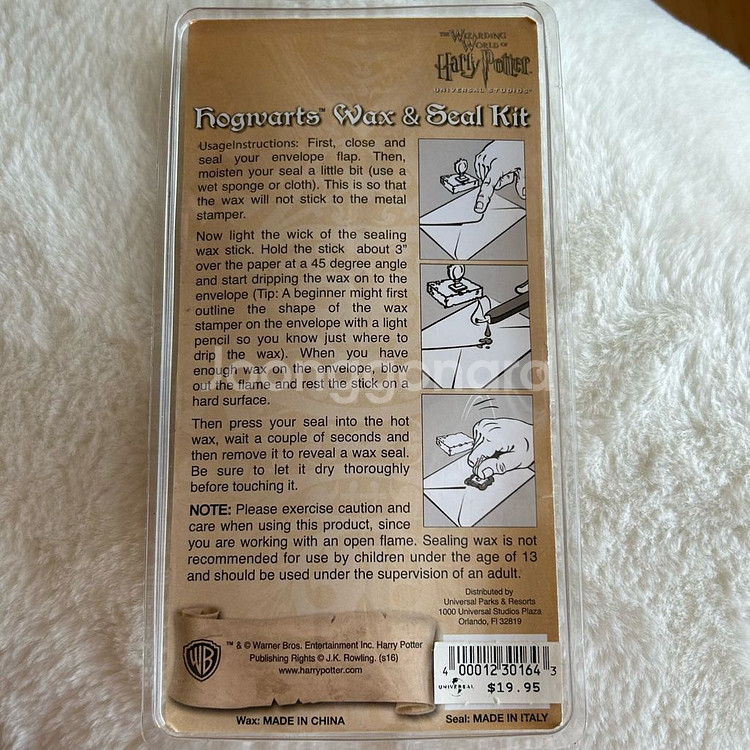 THE WIZARDING
WORLD OF
Harry Potter
UNIVERSAL STUDIOS
Hogwarts™ Wax & Seal Kit
UsageInstructions: First, close and
seal your envelope flap. Then,
moisten your seal a little bit (use a
wet sponge or cloth). This is so that
the wax will not stick to the metal
stamper.
Now light the wick of the sealing
wax stick. Hold the stick about 3"
over the paper at a 45 degree angle
and start dripping the wax on to the
envelope (Tip: A beginner might first
outline the shape of the wax
stamper on the envelope with a light
pencil so you know just where to
drip the wax). When you have
enough wax on the envelope, blow
out the flame and rest the stick on a
hard surface.
Then press your seal into the hot
wax, wait a couple of seconds and
then remove it to reveal a wax seal.
Be sure to let it dry thoroughly
before touching it.
NOTE: Please exercise caution and
care when using this product, since
you are working with an open flame. Sealing wax is not
recommended for use by children under the age of 13
and should be used under the supervision of an adult.
Distributed by
Universal Parks & Resorts
1000 Universal Studios Plaza
Orlando, Fl 32819
WB
™ & © Warner Bros. Entertainment Inc. Harry Potter
Publishing Rights © J.K. Rowling. (s16)
www.harrypotter.com
4 00012 30164 3
UNIVERSAL
$19.95
Wax: MADE IN CHINA
Seal: MADE IN ITALY
joonggonara